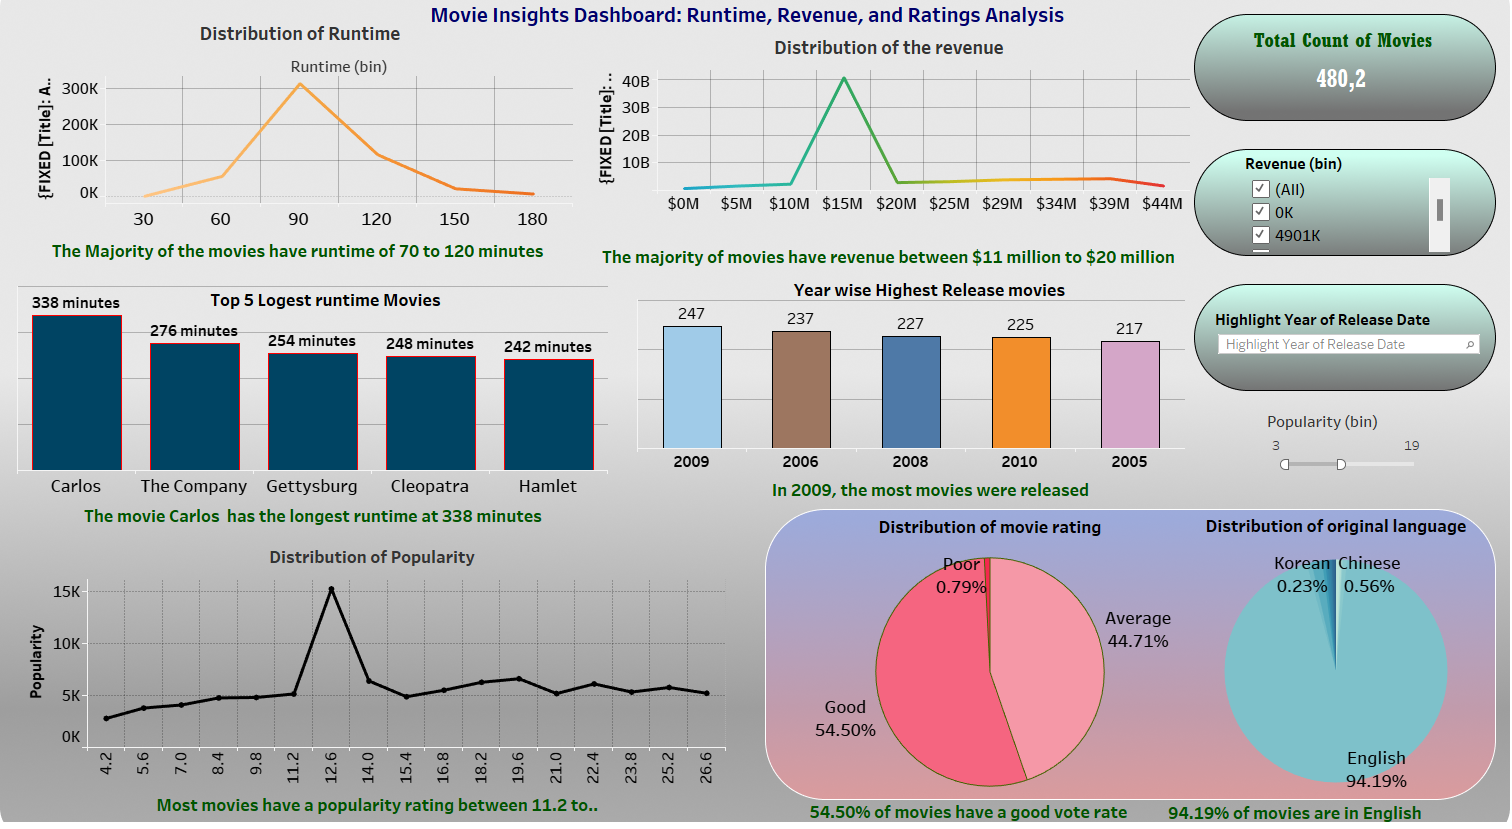 Movie Insights Dashboard: Runtime, Revenue, and Ratings Analysis
Distribution of Runtime
Runtime (bin)
{FIXED [Title]: A..
300K
200K
100K
0K
30 60 90 120 150 180
The Majority of the movies have runtime of 70 to 120 minutes
Distribution of the revenue
{FIXED [Title]: ..
40B
30B
20B
10B
$0M $5M $10M $15M $20M $25M $29M $34M $39M $44M
The majority of movies have revenue between $11 million to $20 million
Total Count of Movies
480,2
Revenue (bin)
(All)
0K
4901K
Highlight Year of Release Date
Highlight Year of Release Date
Popularity (bin)
3 19
Top 5 Logest runtime Movies
338 minutes
276 minutes
254 minutes
248 minutes
242 minutes
Carlos The Company Gettysburg Cleopatra Hamlet
The movie Carlos has the longest runtime at 338 minutes
Year wise Highest Release movies
247 237 227 225 217
2009 2006 2008 2010 2005
In 2009, the most movies were released
Distribution of Popularity
Popularity
15K
10K
5K
0K
4.2 5.6 7.0 8.4 9.8 11.2 12.6 14.0 15.4 16.8 18.2 19.6 21.0 22.4 23.8 25.2 26.6
Most movies have a popularity rating between 11.2 to..
Distribution of movie rating
Poor
0.79%
Average
44.71%
Good
54.50%
54.50% of movies have a good vote rate
Distribution of original language
Korean
0.23%
Chinese
0.56%
English
94.19%
94.19% of movies are in English